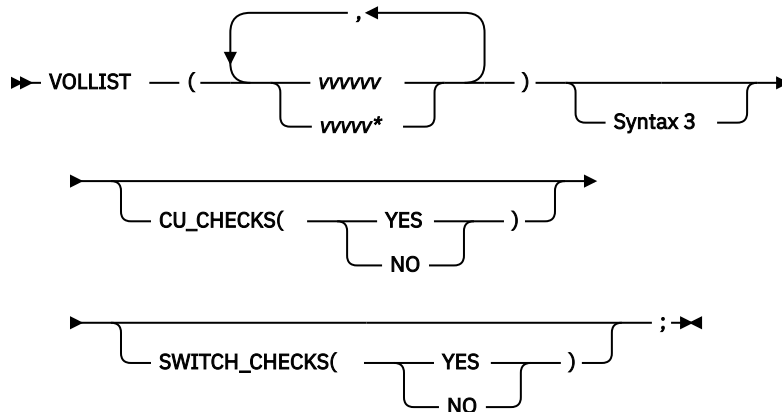 ,
VOLLIST ( vvvvvv )
vvvvv* Syntax 3
CU_CHECKS( YES )
NO
SWITCH_CHECKS( YES ) ;
NO